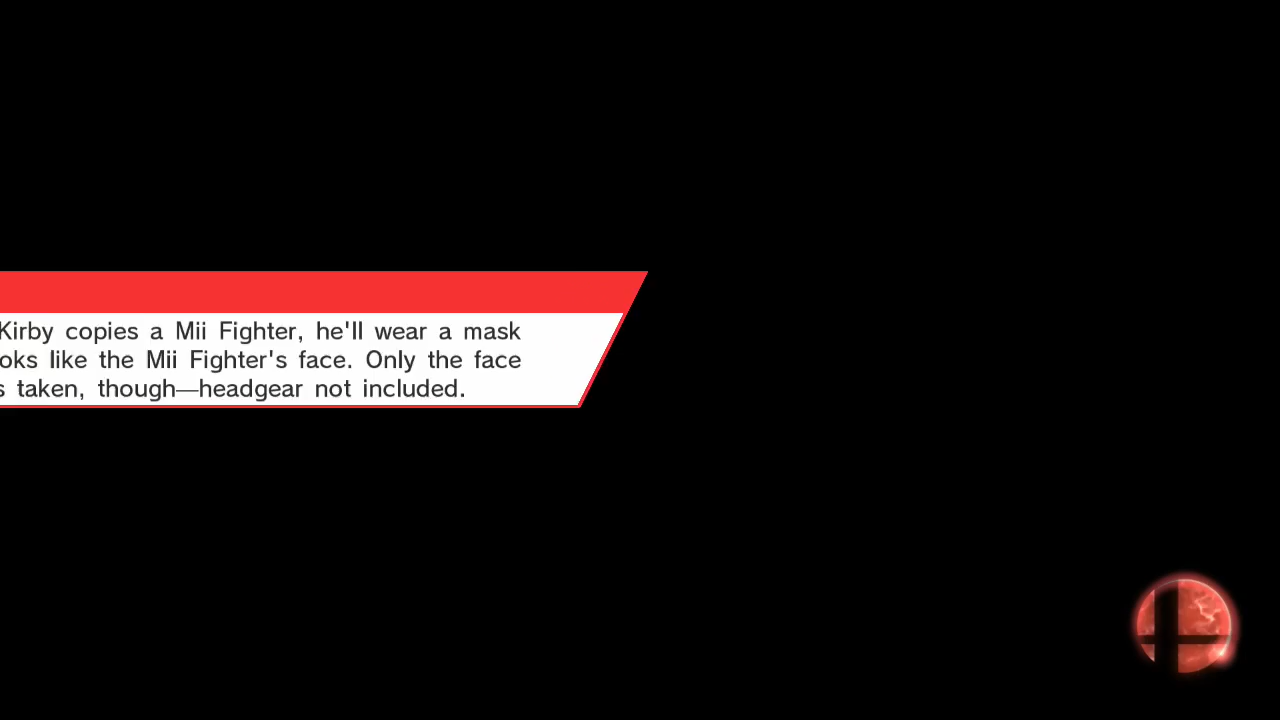 Kirby copies a Mii Fighter, he'll wear a mask
oks like the Mii Fighter's face. Only the face
s taken, though—headgear not included.